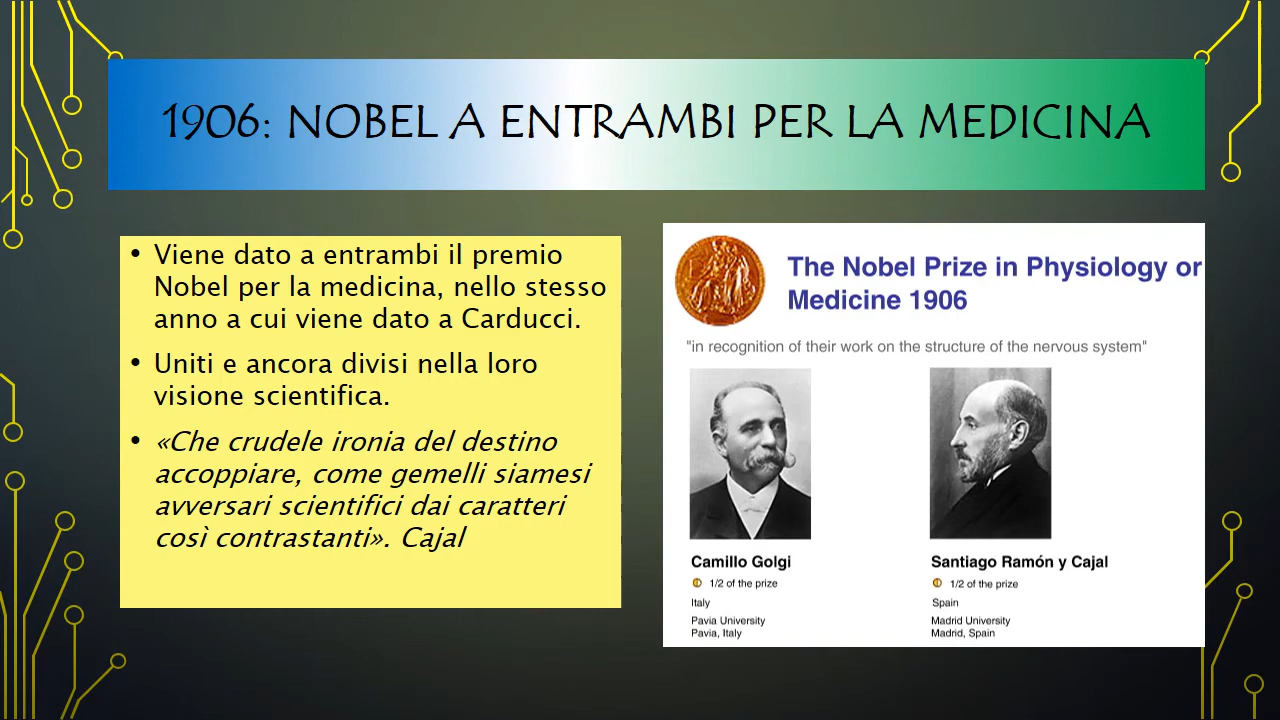 1906: NOBEL A ENTRAMBI PER LA MEDICINA
• Viene dato a entrambi il premio
Nobel per la medicina, nello stesso
anno a cui viene dato a Carducci.
• Uniti e ancora divisi nella loro
visione scientifica.
• «Che crudele ironia del destino
accoppiare, come gemelli siamesi
avversari scientifici dai caratteri
così contrastanti». Cajal
The Nobel Prize in Physiology or
Medicine 1906
"in recognition of their work on the structure of the nervous system"
Camillo Golgi
1/2 of the prize
Italy
Pavia University
Pavia, Italy
Santiago Ramón y Cajal
1/2 of the prize
Spain
Madrid University
Madrid, Spain